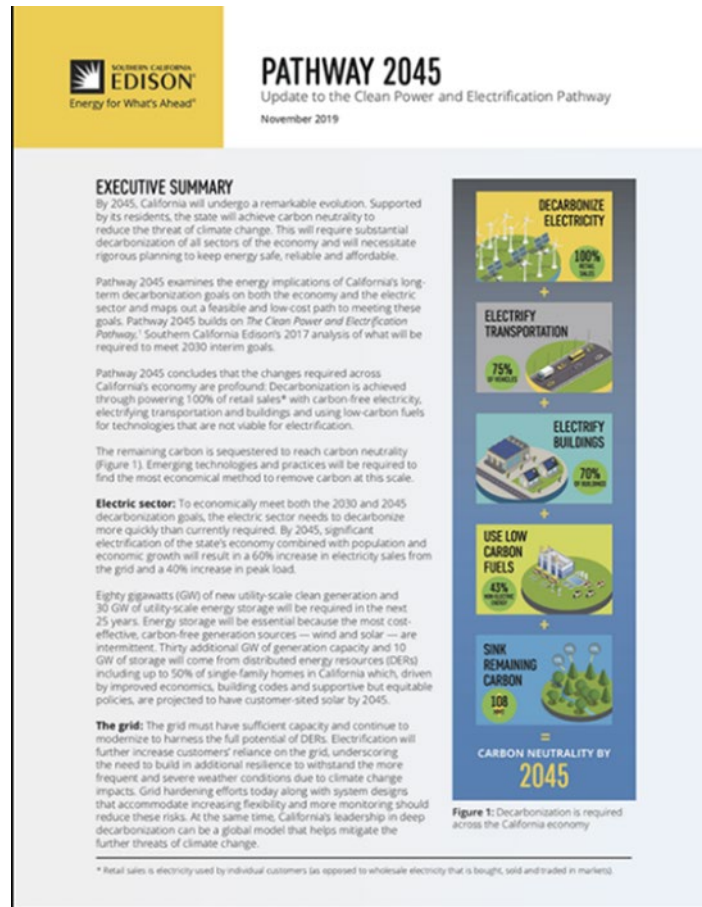 SOUTHERN CALIFORNIA
EDISON®
Energy for What's Ahead®
PATHWAY 2045
Update to the Clean Power and Electrification Pathway
November 2019
EXECUTIVE SUMMARY
By 2045, California will undergo a remarkable evolution. Supported
by its residents, the state will achieve carbon neutrality to
reduce the threat of climate change. This will require substantial
decarbonization of all sectors of the economy and will necessitate
rigorous planning to keep energy safe, reliable and affordable.
Pathway 2045 examines the energy implications of California's long-
term decarbonization goals on both the economy and the electric
sector and maps out a feasible and low-cost path to meeting these
goals. Pathway 2045 builds on The Clean Power and Electrification
Pathway,¹ Southern California Edison's 2017 analysis of what will be
required to meet 2030 interim goals.
Pathway 2045 concludes that the changes required across
California's economy are profound: Decarbonization is achieved
through powering 100% of retail sales* with carbon-free electricity,
electrifying transportation and buildings and using low-carbon fuels
for technologies that are not viable for electrification.
The remaining carbon is sequestered to reach carbon neutrality
(Figure 1). Emerging technologies and practices will be required to
find the most economical method to remove carbon at this scale.
Electric sector: To economically meet both the 2030 and 2045
decarbonization goals, the electric sector needs to decarbonize
more quickly than currently required. By 2045, significant
electrification of the state's economy combined with population and
economic growth will result in a 60% increase in electricity sales from
the grid and a 40% increase in peak load.
Eighty gigawatts (GW) of new utility-scale clean generation and
30 GW of utility-scale energy storage will be required in the next
25 years. Energy storage will be essential because the most cost-
effective, carbon-free generation sources — wind and solar — are
intermittent. Thirty additional GW of generation capacity and 10
GW of storage will come from distributed energy resources (DERs)
including up to 50% of single-family homes in California which, driven
by improved economics, building codes and supportive but equitable
policies, are projected to have customer-sited solar by 2045.
The grid: The grid must have sufficient capacity and continue to
modernize to harness the full potential of DERs. Electrification will
further increase customers' reliance on the grid, underscoring
the need to build in additional resilience to withstand the more
frequent and severe weather conditions due to climate change
impacts. Grid hardening efforts today along with system designs
that accommodate increasing flexibility and more monitoring should
reduce these risks. At the same time, California's leadership in deep
decarbonization can be a global model that helps mitigate the
further threats of climate change.
DECARBONIZE
ELECTRICITY
100%
RETAIL
SALES
+
ELECTRIFY
TRANSPORTATION
75%
OF VEHICLES
+
ELECTRIFY
BUILDINGS
70%
OF BUILDINGS
+
USE LOW
CARBON
FUELS
43%
NON-ELECTRIC
ENERGY
+
SINK
REMAINING
CARBON
108
MMT
=
CARBON NEUTRALITY BY
2045
Figure 1: Decarbonization is required
across the California economy
* Retail sales is electricity used by individual customers (as opposed to wholesale electricity that is bought, sold and traded in markets).